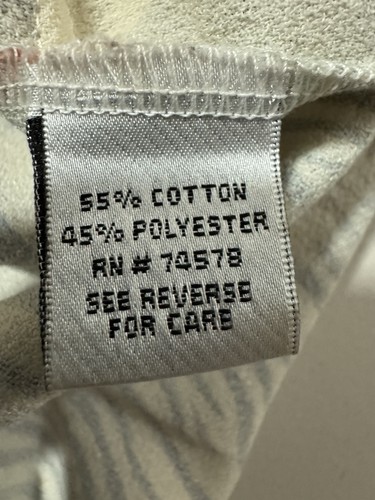 55% COTTON
45% POLYESTER
RN # 74578
SEE REVERSE
FOR CARE